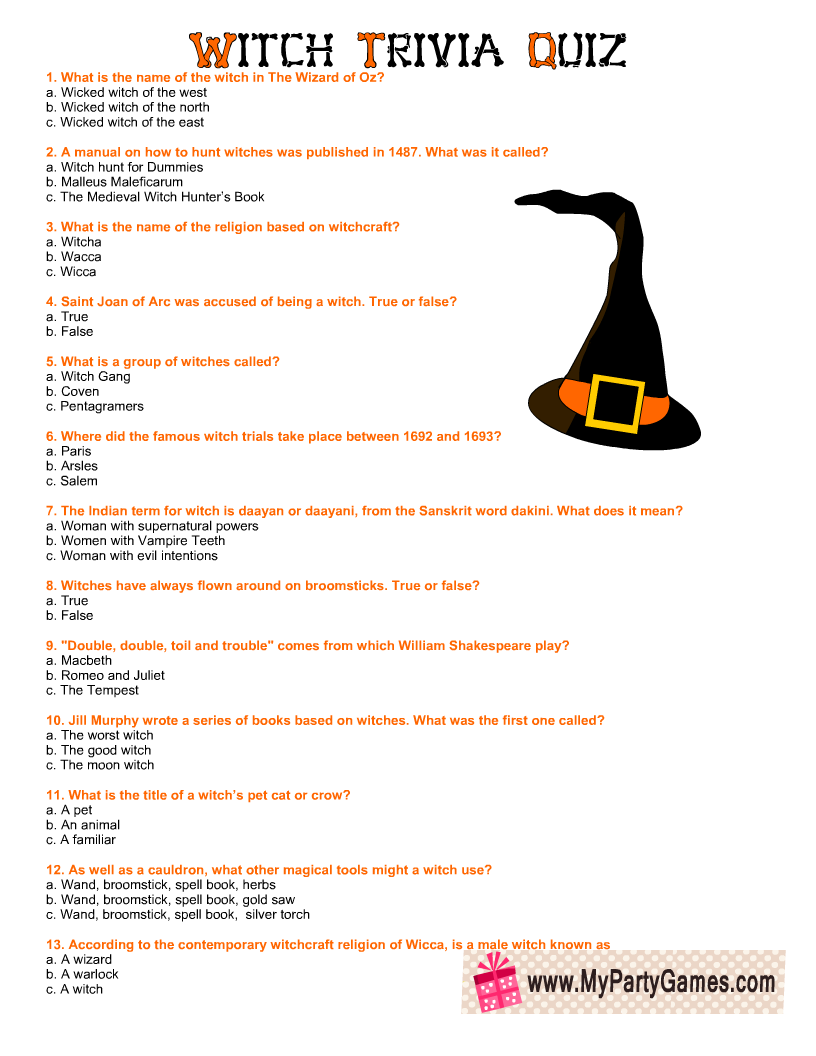 Witch Trivia Quiz
1. What is the name of the witch in The Wizard of Oz?
a. Wicked witch of the west
b. Wicked witch of the north
c. Wicked witch of the east
2. A manual on how to hunt witches was published in 1487. What was it called?
a. Witch hunt for Dummies
b. Malleus Maleficarum
c. The Medieval Witch Hunter's Book
3. What is the name of the religion based on witchcraft?
a. Witcha
b. Wacca
c. Wicca
4. Saint Joan of Arc was accused of being a witch. True or false?
a. True
b. False
5. What is a group of witches called?
a. Witch Gang
b. Coven
c. Pentagramers
6. Where did the famous witch trials take place between 1692 and 1693?
a. Paris
b. Arsles
c. Salem
7. The Indian term for witch is daayan or daayani, from the Sanskrit word dakini. What does it mean?
a. Woman with supernatural powers
b. Women with Vampire Teeth
c. Woman with evil intentions
8. Witches have always flown around on broomsticks. True or false?
a. True
b. False
9. "Double, double, toil and trouble" comes from which William Shakespeare play?
a. Macbeth
b. Romeo and Juliet
c. The Tempest
10. Jill Murphy wrote a series of books based on witches. What was the first one called?
a. The worst witch
b. The good witch
c. The moon witch
11. What is the title of a witch's pet cat or crow?
a. A pet
b. An animal
c. A familiar
12. As well as a cauldron, what other magical tools might a witch use?
a. Wand, broomstick, spell book, herbs
b. Wand, broomstick, spell book, gold saw
c. Wand, broomstick, spell book,  silver torch
13. According to the contemporary witchcraft religion of Wicca, is a male witch known as
a. A wizard
b. A warlock
c. A witch
www.MyPartyGames.com